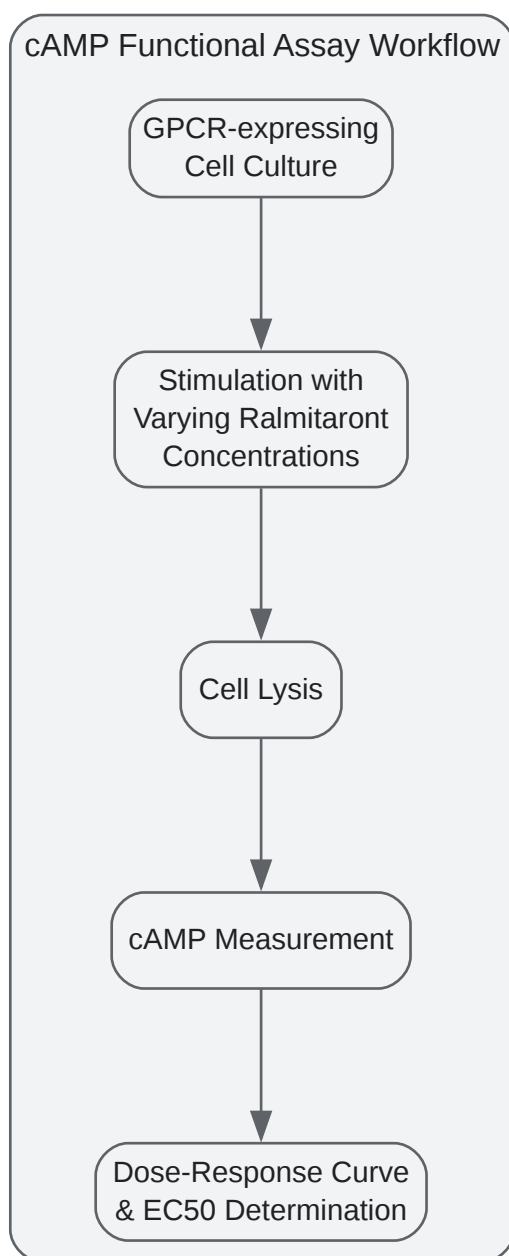 cAMP Functional Assay Workflow
GPCR-expressing
Cell Culture
Stimulation with
Varying Ralmitaront
Concentrations
Cell Lysis
cAMP Measurement
Dose-Response Curve
& EC50 Determination